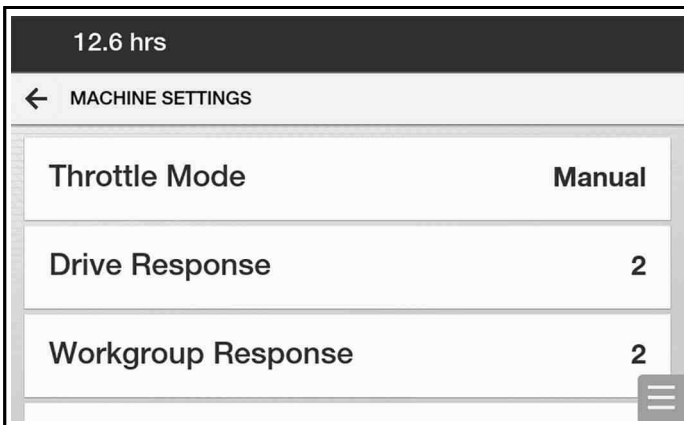 12.6 hrs
MACHINE SETTINGS
Throttle Mode Manual
Drive Response 2
Workgroup Response 2